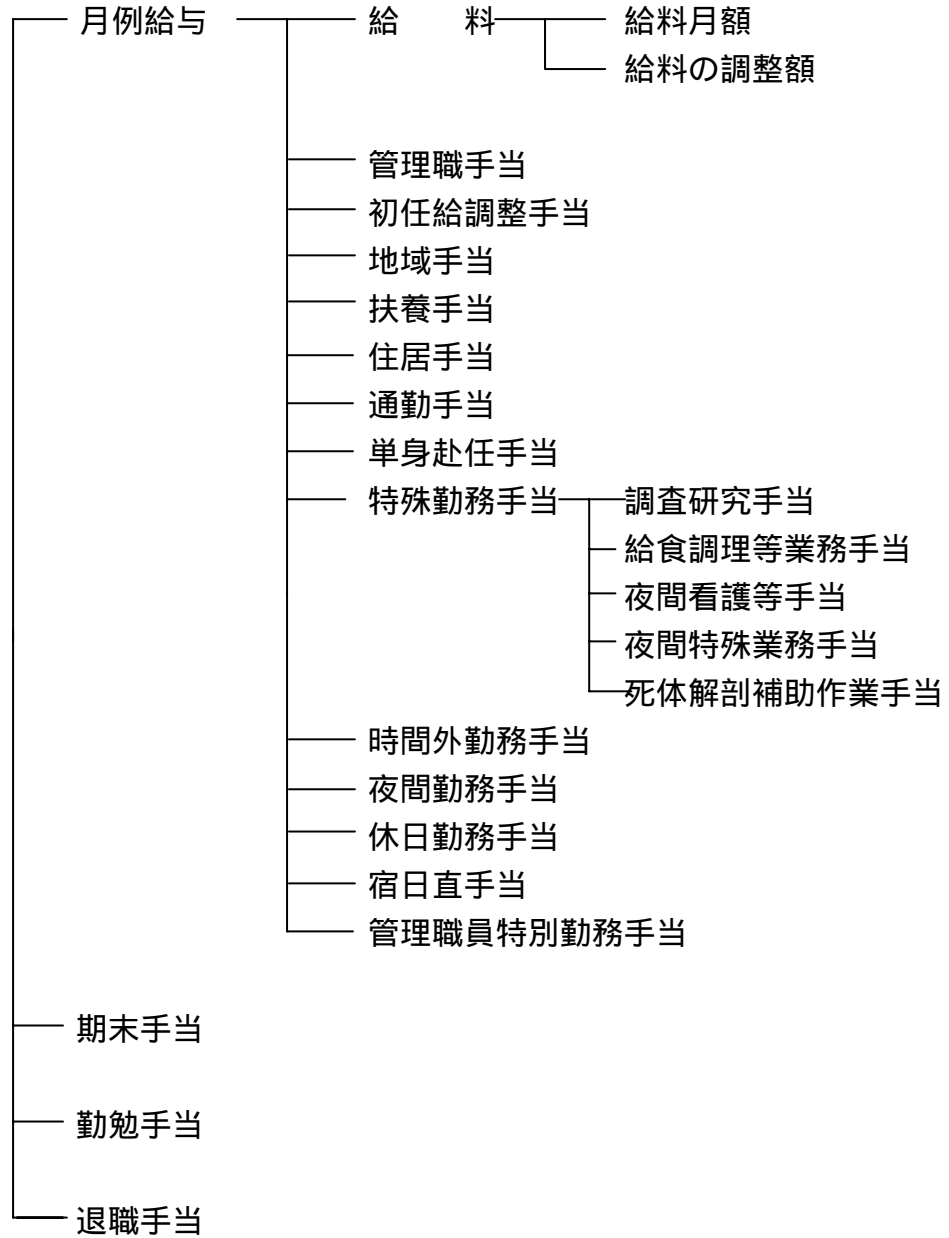 月例給与 給　料 給料月額
給料の調整額
管理職手当
初任給調整手当
地域手当
扶養手当
住居手当
通勤手当
単身赴任手当
特殊勤務手当 調査研究手当
給食調理等業務手当
夜間看護等手当
夜間特殊業務手当
死体解剖補助作業手当
時間外勤務手当
夜間勤務手当
休日勤務手当
宿日直手当
管理職員特別勤務手当
期末手当
勤勉手当
退職手当